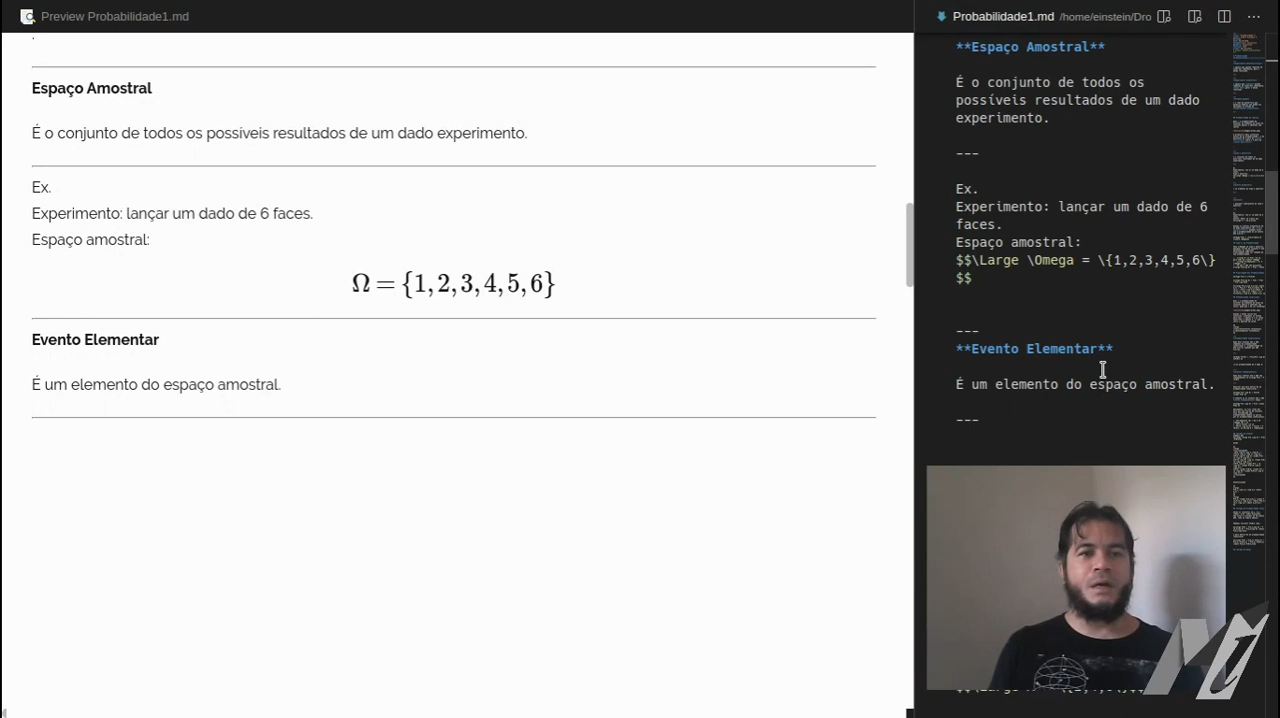 Preview Probabilidade1.md
Probabilidade1.md /home/einstein/Dro
Espaço Amostral
É o conjunto de todos os possíveis resultados de um dado experimento.
Ex.
Experimento: lançar um dado de 6 faces.
Espaço amostral:
Ω = {1, 2, 3, 4, 5, 6}
Evento Elementar
É um elemento do espaço amostral.
**Espaço Amostral**
É o conjunto de todos os
possíveis resultados de um dado
experimento.
---
Ex.
Experimento: lançar um dado de 6
faces.
Espaço amostral:
$$\Large \Omega = \{1,2,3,4,5,6\}
$$
---
**Evento Elementar**
É um elemento do espaço amostral.
---